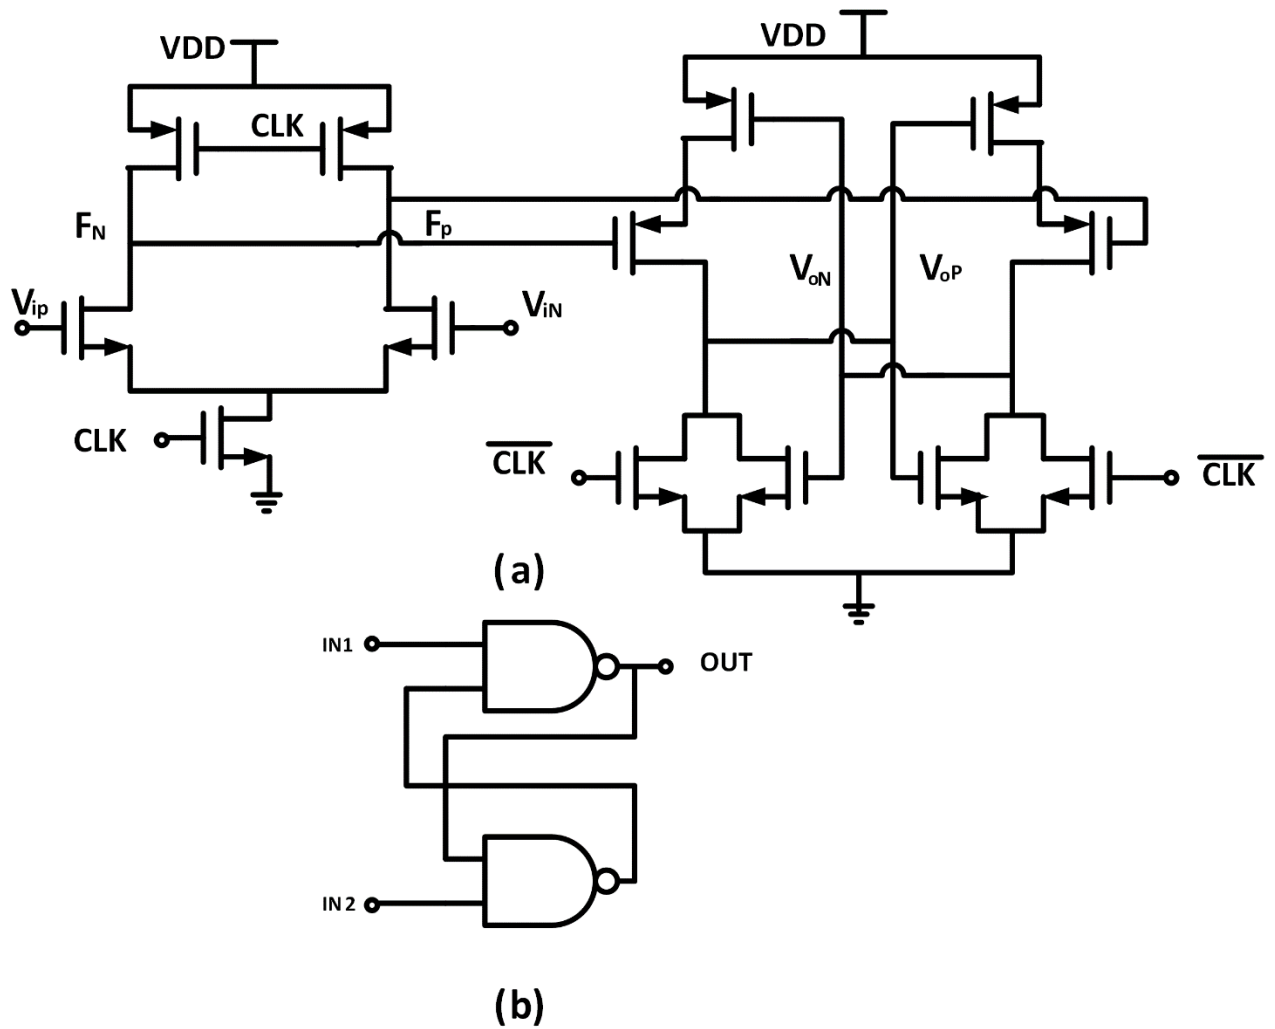 VDD
VDD
CLK
FN
Fp
Vip
ViN
VoN
VoP
CLK
CLK
CLK
(a)
IN1
OUT
IN2
(b)